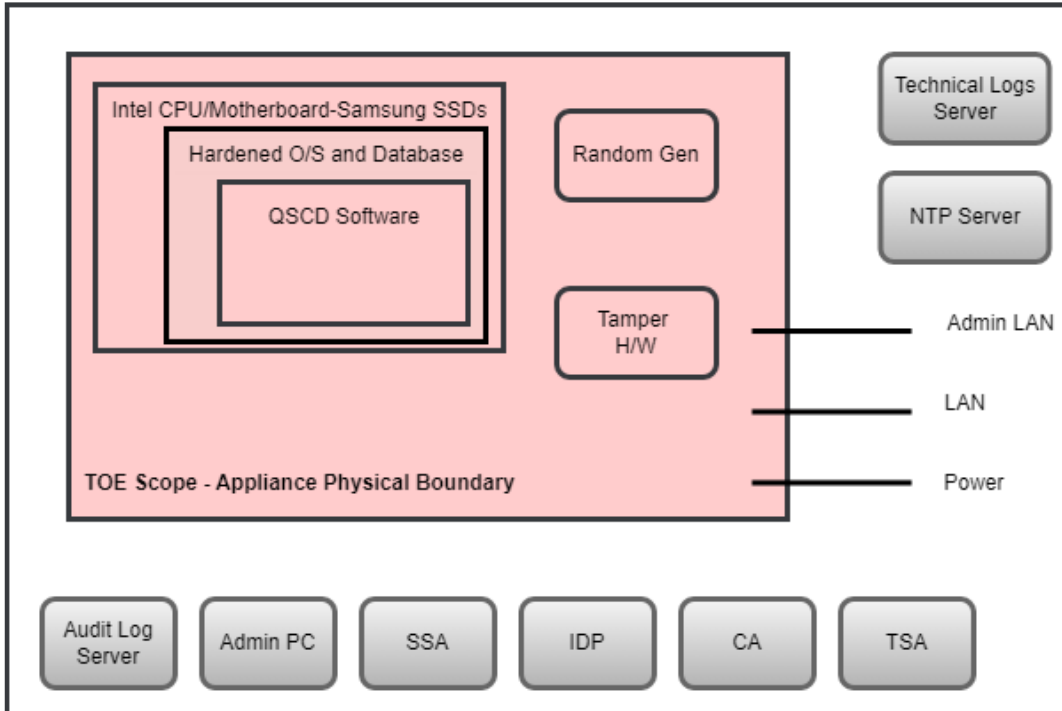 Intel CPU/Motherboard-Samsung SSDs
Hardened O/S and Database
QSCD Software
Random Gen
Tamper
H/W
TOE Scope - Appliance Physical Boundary
Technical Logs
Server
NTP Server
Admin LAN
LAN
Power
Audit Log
Server
Admin PC
SSA
IDP
CA
TSA